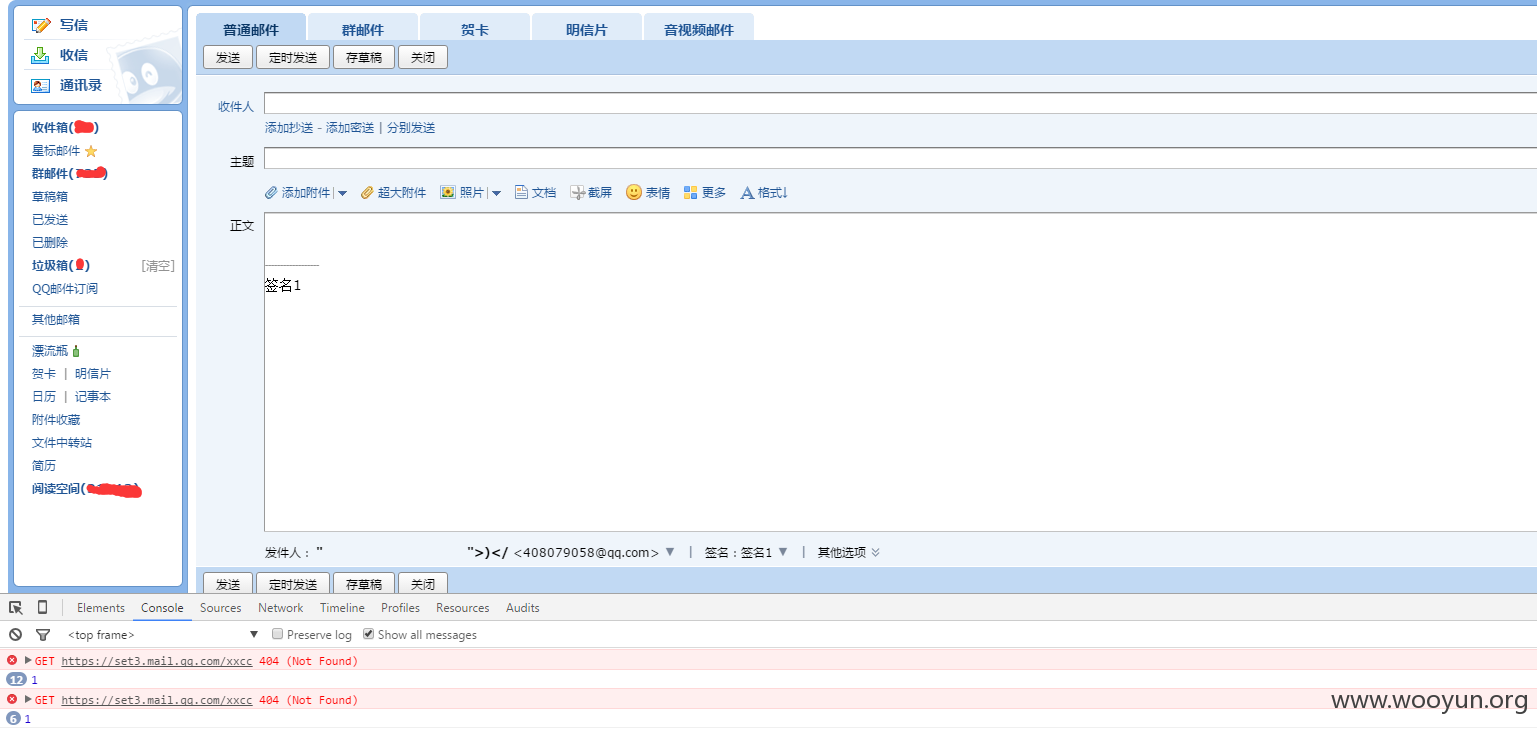 写信
收信
通讯录
收件箱( )
星标邮件
群邮件( )
草稿箱
已发送
已删除
垃圾箱( ) [清空]
QQ邮件订阅
其他邮箱
漂流瓶
贺卡 | 明信片
日历 | 记事本
附件收藏
文件中转站
简历
阅读空间( )
普通邮件 群邮件 贺卡 明信片 音视频邮件
发送 定时发送 存草稿 关闭
收件人
添加抄送 - 添加密送 | 分别发送
主题
添加附件 | 超大附件 照片 | 文档 截屏 表情 更多 格式↓
正文
签名1
发件人： " ">)</ <408079058@qq.com> | 签名：签名1 | 其他选项
发送 定时发送 存草稿 关闭
Elements Console Sources Network Timeline Profiles Resources Audits
<top frame> Preserve log Show all messages
GET https://set3.mail.qq.com/xxcc 404 (Not Found)
12 1
GET https://set3.mail.qq.com/xxcc 404 (Not Found)
6 1
www.wooyun.org